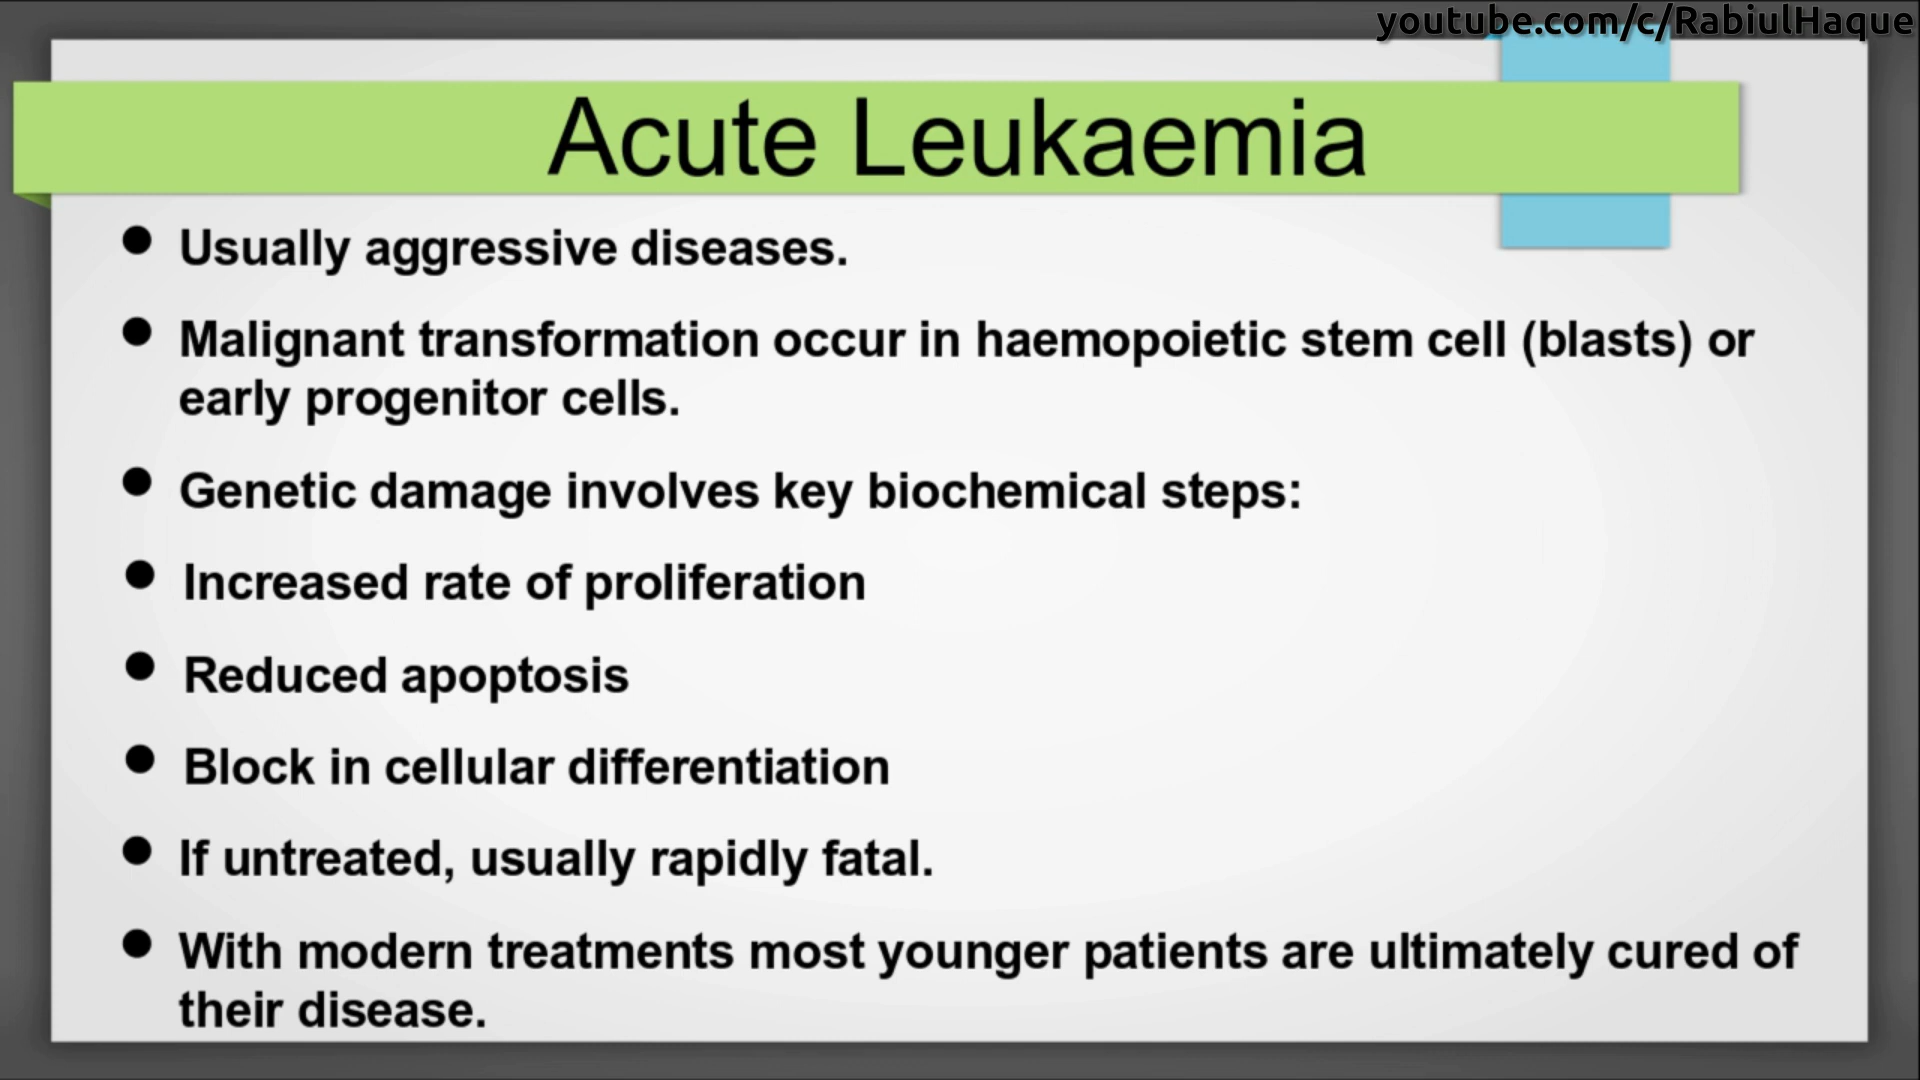 youtube.com/c/RabiulHaque
Acute Leukaemia
● Usually aggressive diseases.
● Malignant transformation occur in haemopoietic stem cell (blasts) or
early progenitor cells.
● Genetic damage involves key biochemical steps:
● Increased rate of proliferation
● Reduced apoptosis
● Block in cellular differentiation
● If untreated, usually rapidly fatal.
● With modern treatments most younger patients are ultimately cured of
their disease.